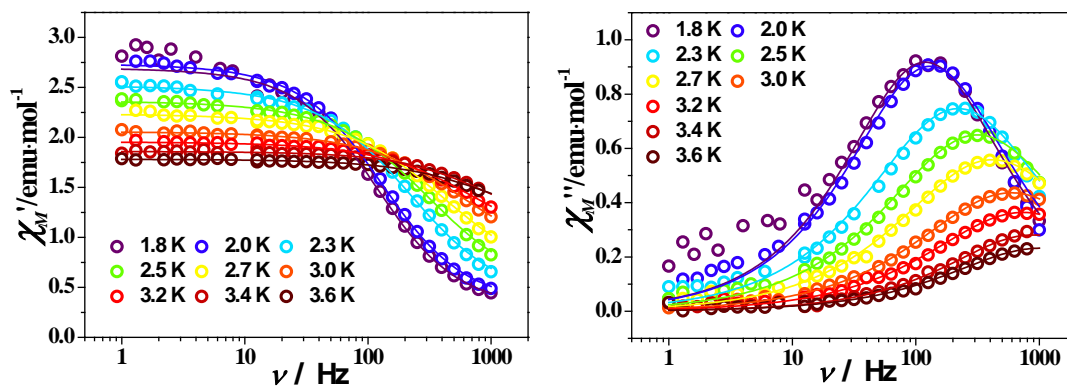 3.0
2.5
2.0
1.5
1.0
0.5
0.0
χM'/emu·mol-1
1.8 K 2.0 K 2.3 K
2.5 K 2.7 K 3.0 K
3.2 K 3.4 K 3.6 K
1 10 100 1000
ν / Hz
1.0
0.8
0.6
0.4
0.2
0.0
χM''/emu·mol-1
1.8 K 2.0 K
2.3 K 2.5 K
2.7 K 3.0 K
3.2 K
3.4 K
3.6 K
1 10 100 1000
ν / Hz